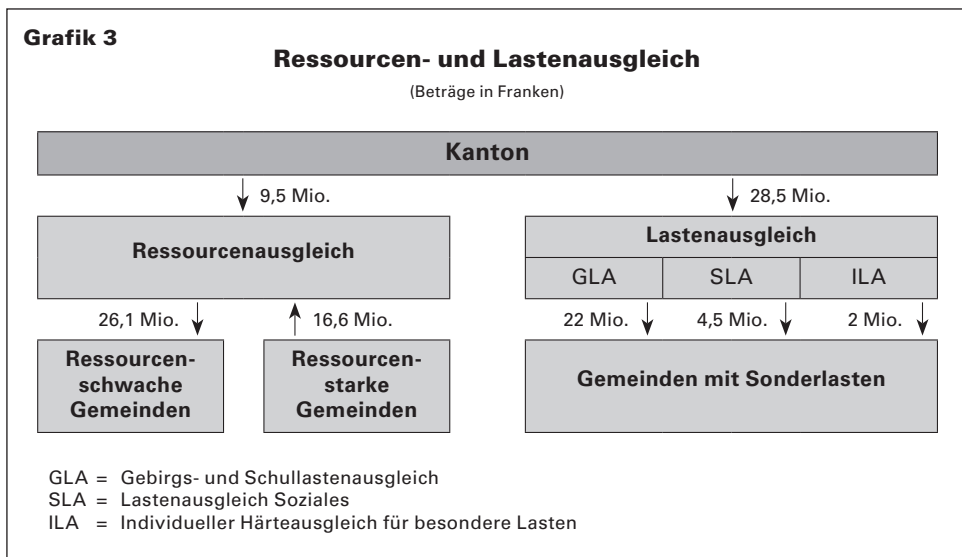 Grafik 3
Ressourcen- und Lastenausgleich
(Beträge in Franken)
Kanton
9,5 Mio.
28,5 Mio.
Ressourcenausgleich
Lastenausgleich
GLA SLA ILA
26,1 Mio.
16,6 Mio.
22 Mio.
4,5 Mio.
2 Mio.
Ressourcen-
schwache
Gemeinden
Ressourcen-
starke
Gemeinden
Gemeinden mit Sonderlasten
GLA = Gebirgs- und Schullastenausgleich
SLA = Lastenausgleich Soziales
ILA = Individueller Härteausgleich für besondere Lasten